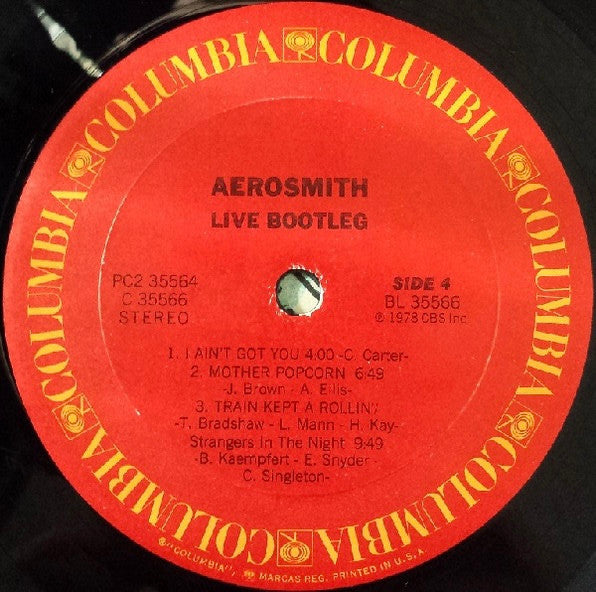 COLUMBIA COLUMBIA COLUMBIA COLUMBIA COLUMBIA COLUMBIA
AEROSMITH
LIVE BOOTLEG
PC2 35564
C 35566
STEREO
SIDE 4
BL 35566
℗ 1978 CBS Inc.
1. I AIN'T GOT YOU 4:00 -C. Carter-
2. MOTHER POPCORN 6:49
-J. Brown - A. Ellis-
3. TRAIN KEPT A ROLLIN'/
-T. Bradshaw - L. Mann - H. Kay-
Strangers In The Night 9:49
-B. Kaempfert - E. Snyder -
C. Singleton-
®"COLUMBIA", MARCAS REG. PRINTED IN U.S.A.